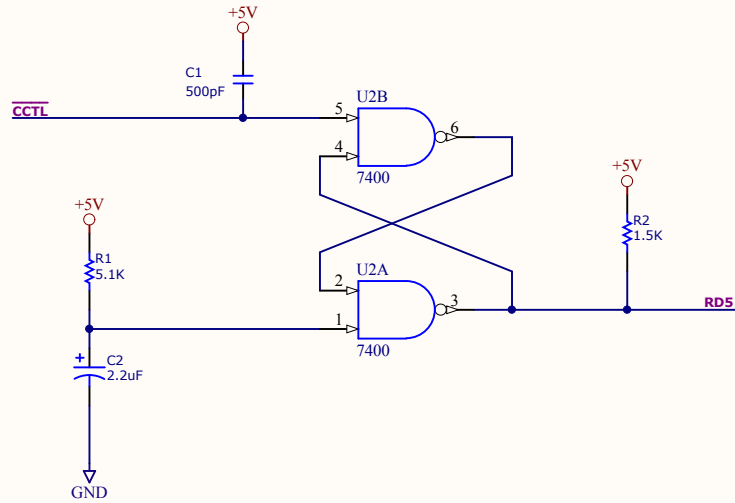 +5V
C1
500pF
CCTL
5
U2B
6
4
7400
+5V
+5V
R1
5.1K
R2
1.5K
2
U2A
3
RD5
1
7400
+
C2
2.2uF
GND